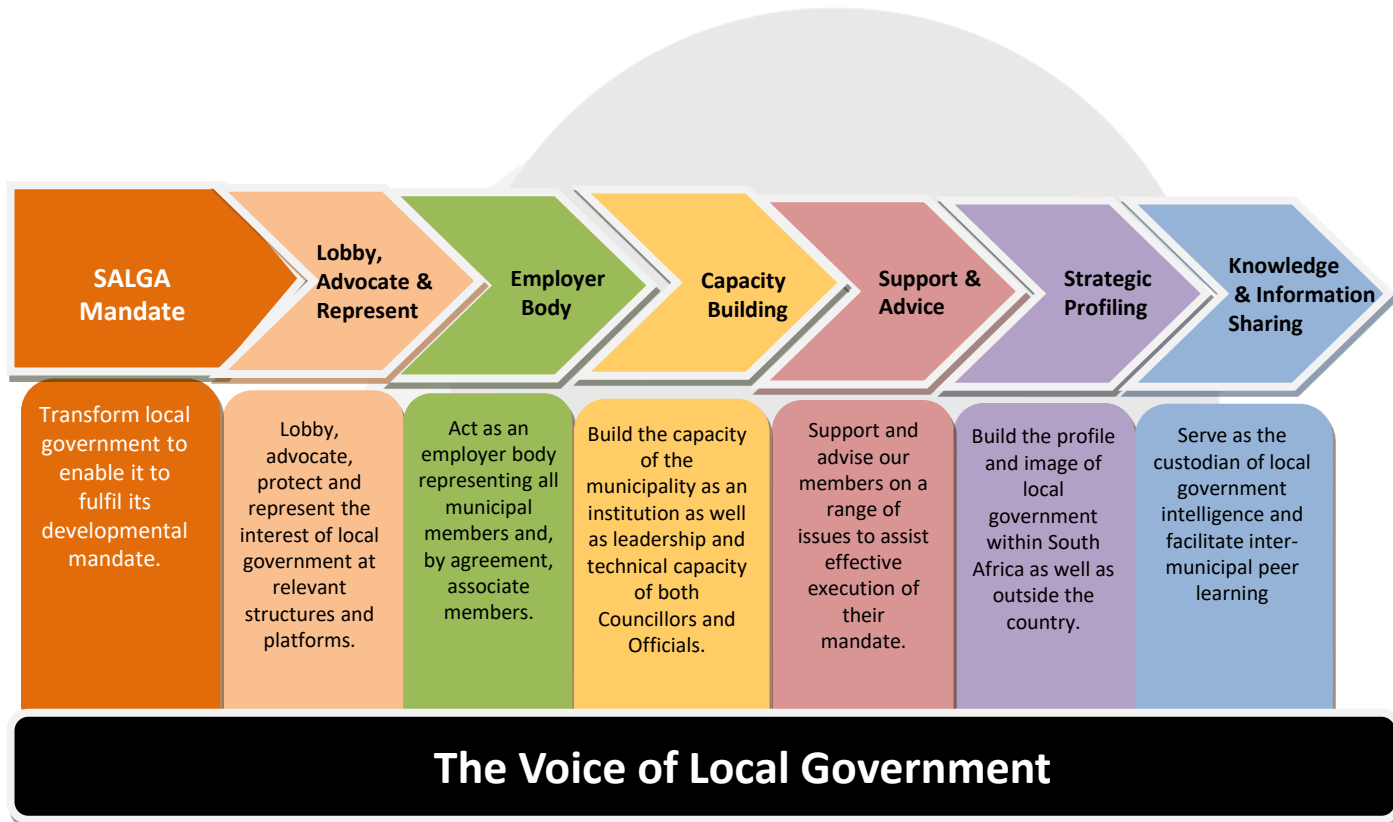 SALGA
Mandate
Lobby,
Advocate &
Represent
Employer
Body
Capacity
Building
Support &
Advice
Strategic
Profiling
Knowledge
& Information
Sharing
Transform local
government to
enable it to
fulfil its
developmental
mandate.
Lobby,
advocate,
protect and
represent the
interest of local
government at
relevant
structures and
platforms.
Act as an
employer body
representing all
municipal
members and,
by agreement,
associate
members.
Build the capacity
of the
municipality as an
institution as well
as leadership and
technical capacity
of both
Councillors and
Officials.
Support and
advise our
members on a
range of
issues to assist
effective
execution of
their
mandate.
Build the profile
and image of
local
government
within South
Africa as well as
outside the
country.
Serve as the
custodian of local
government
intelligence and
facilitate inter-
municipal peer
learning
The Voice of Local Government